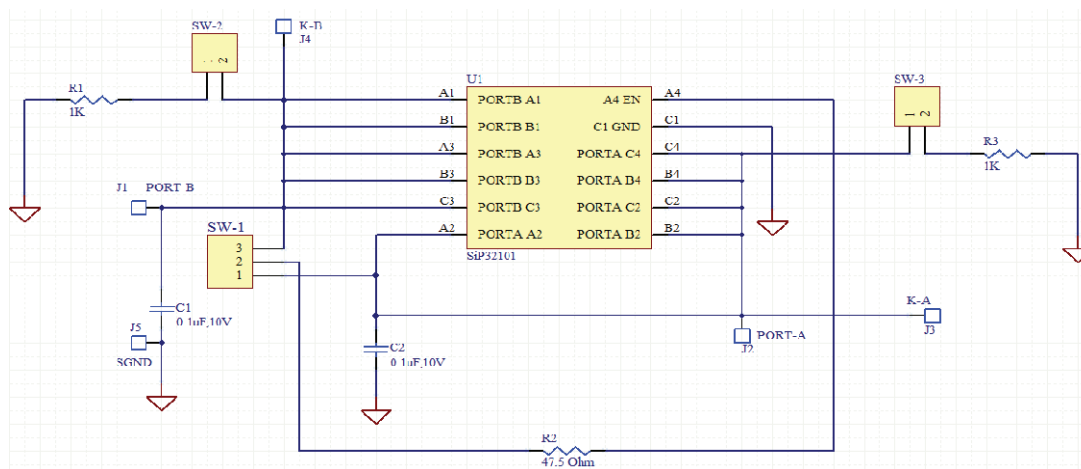 SW-2
K-B
J4
1 2
R1
1K
U1
A1 PORTB A1 A4 EN A4
B1 PORTB B1 C1 GND C1
A3 PORTB A3 PORTA C4 C4
B3 PORTB B3 PORTA B4 B4
C3 PORTB C3 PORTA C2 C2
A2 PORTA A2 PORTA B2 B2
SiP32101
SW-3
1 2
R3
1K
J1 PORT B
SW-1
3
2
1
C1
0.1uF,10V
J5
SGND
C2
0.1uF,10V
K-A
J3
PORT-A
J2
R2
47.5 Ohm